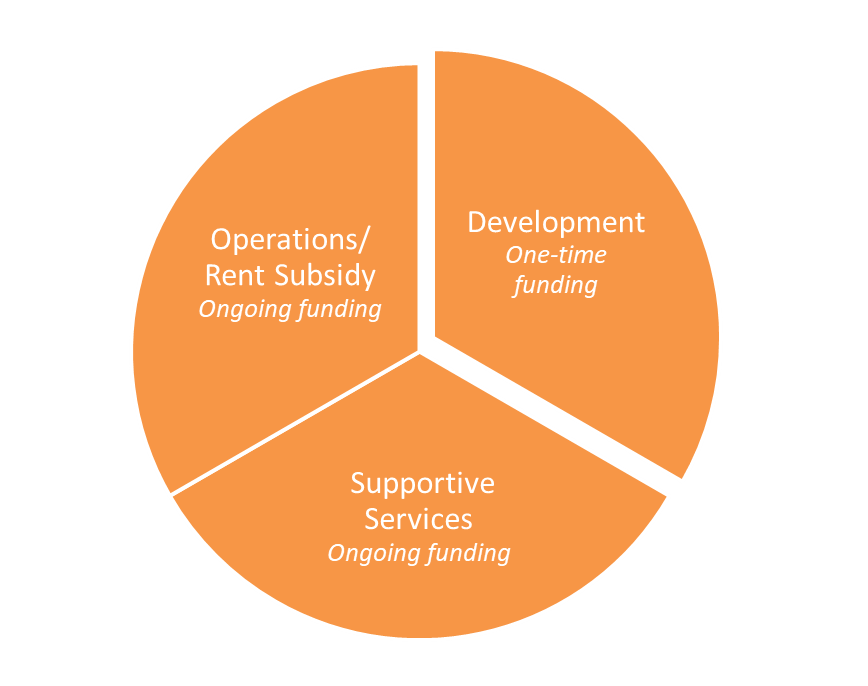 Operations/
Rent Subsidy
Ongoing funding
Development
One-time
funding
Supportive
Services
Ongoing funding